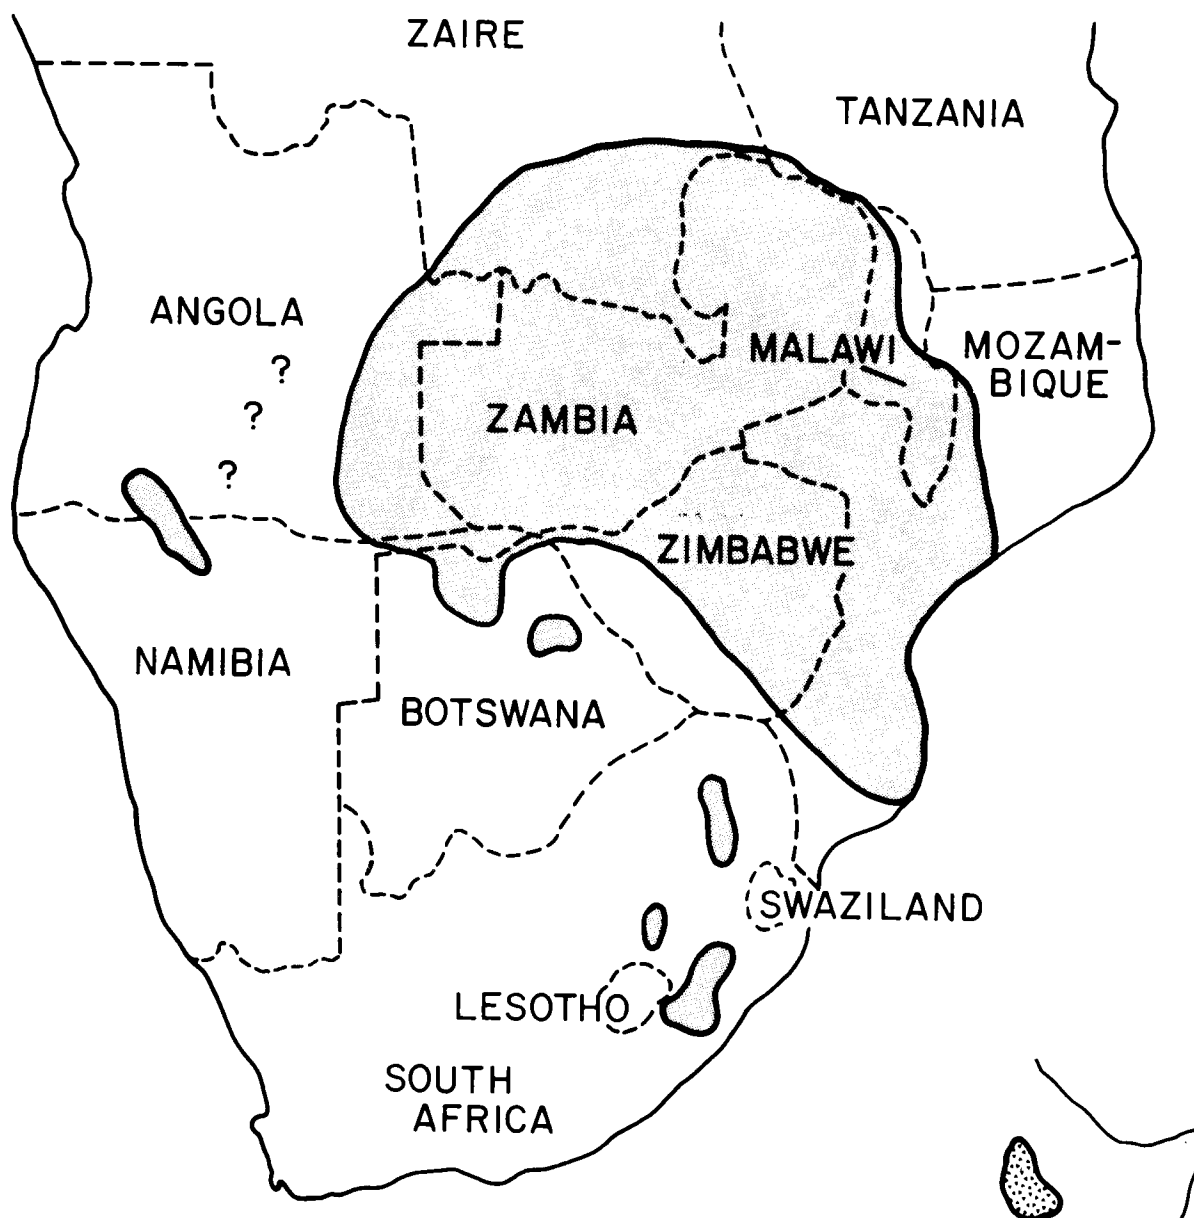 ZAIRE
TANZANIA
ANGOLA
?
?
?
MALAWI
MOZAM-
BIQUE
ZAMBIA
ZIMBABWE
NAMIBIA
BOTSWANA
SWAZILAND
LESOTHO
SOUTH
AFRICA